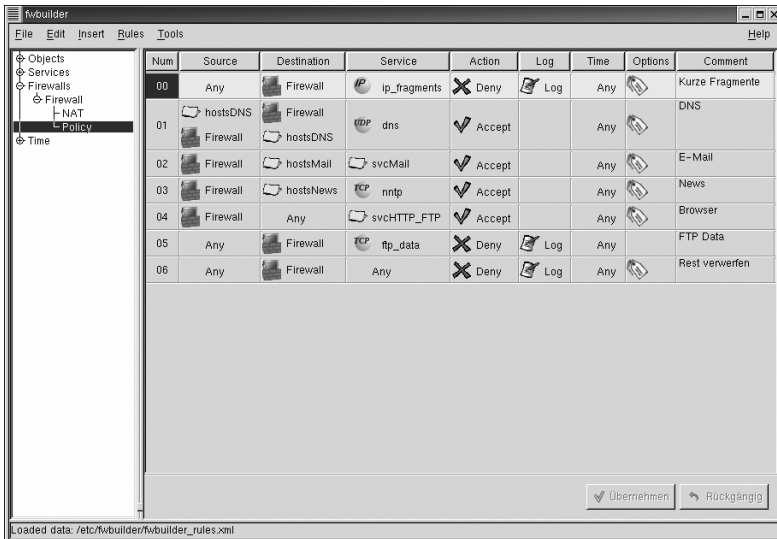 fwbuilder
File Edit Insert Rules Tools Help
Objects
Services
Firewalls
Firewall
NAT
Policy
Time
Num Source Destination Service Action Log Time Options Comment
00 Any Firewall IP ip_fragments Deny Log Any Kurze Fragmente
01 hostsDNS Firewall Firewall hostsDNS UDP dns Accept Any DNS
02 Firewall hostsMail svcMail Accept Any E-Mail
03 Firewall hostsNews TCP nntp Accept Any News
04 Firewall Any svcHTTP_FTP Accept Any Browser
05 Any Firewall TCP ftp_data Deny Log Any FTP Data
06 Any Firewall Any Deny Log Any Rest verwerfen
Übernehmen Rückgängig
Loaded data: /etc/fwbuilder/fwbuilder_rules.xml